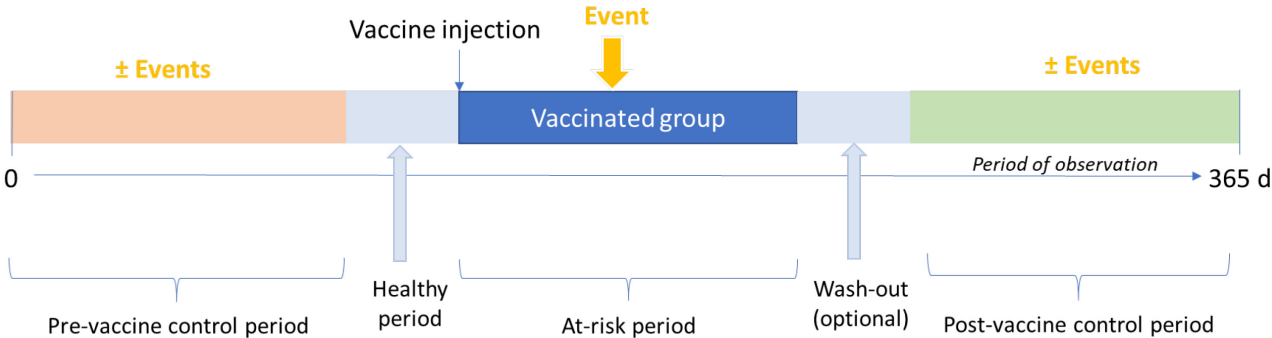 Event
Vaccine injection
± Events
± Events
Vaccinated group
Period of observation
0
365 d
Healthy
period
Wash-out
(optional)
Pre-vaccine control period
At-risk period
Post-vaccine control period